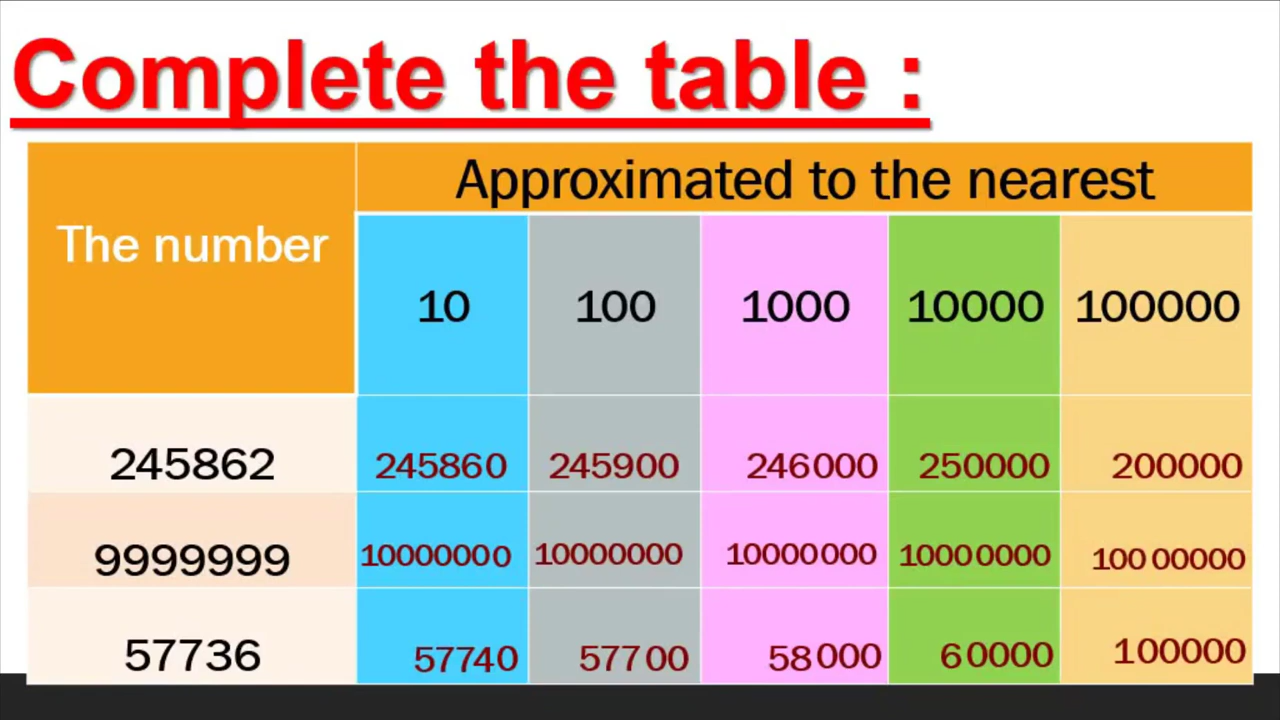 Complete the table :
Approximated to the nearest
The number
10 100 1000 10000 100000
245862 245860 245900 246000 250000 200000
9999999 10000000 10000000 10000000 10000000 10000000
57736 57740 57700 58000 60000 100000